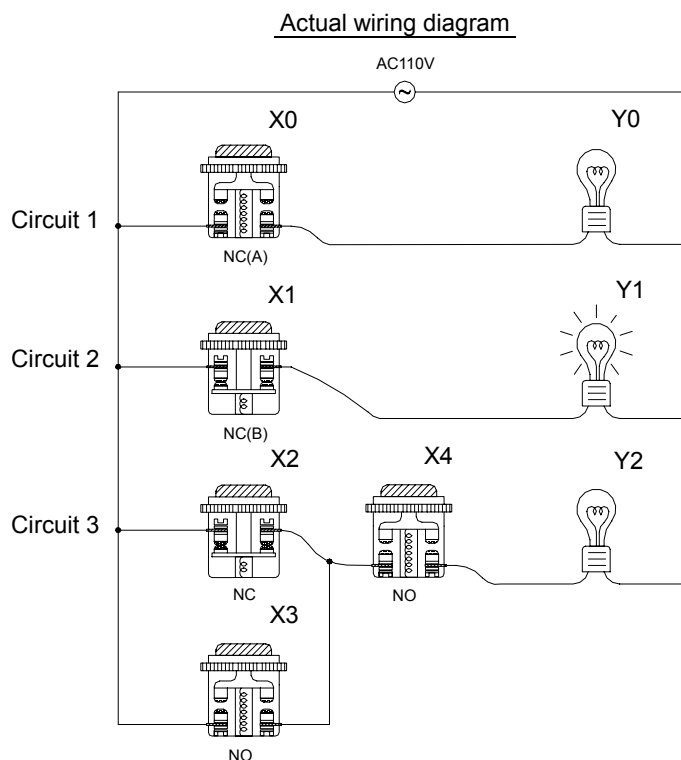 Actual wiring diagram
AC110V
X0
Y0
Circuit 1
NC(A)
X1
Y1
Circuit 2
NC(B)
X2
X4
Y2
Circuit 3
NC
NO
X3
NO